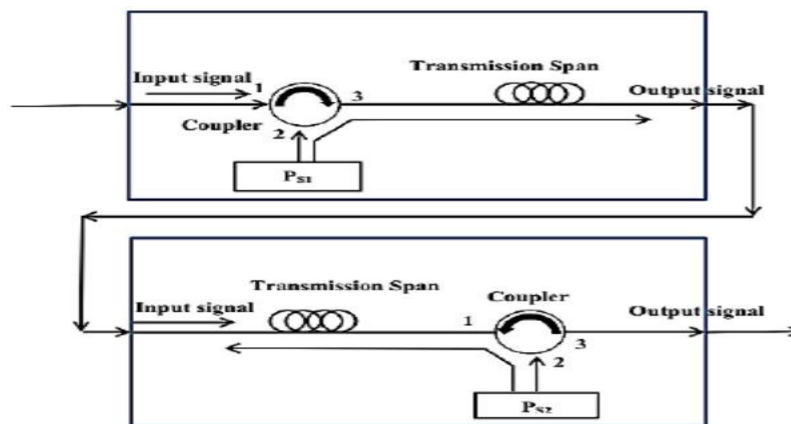 Transmission Span
Input signal
1
3
Output signal
Coupler
2
PS1
Transmission Span
Coupler
Input signal
Output signal
1
3
2
PS2